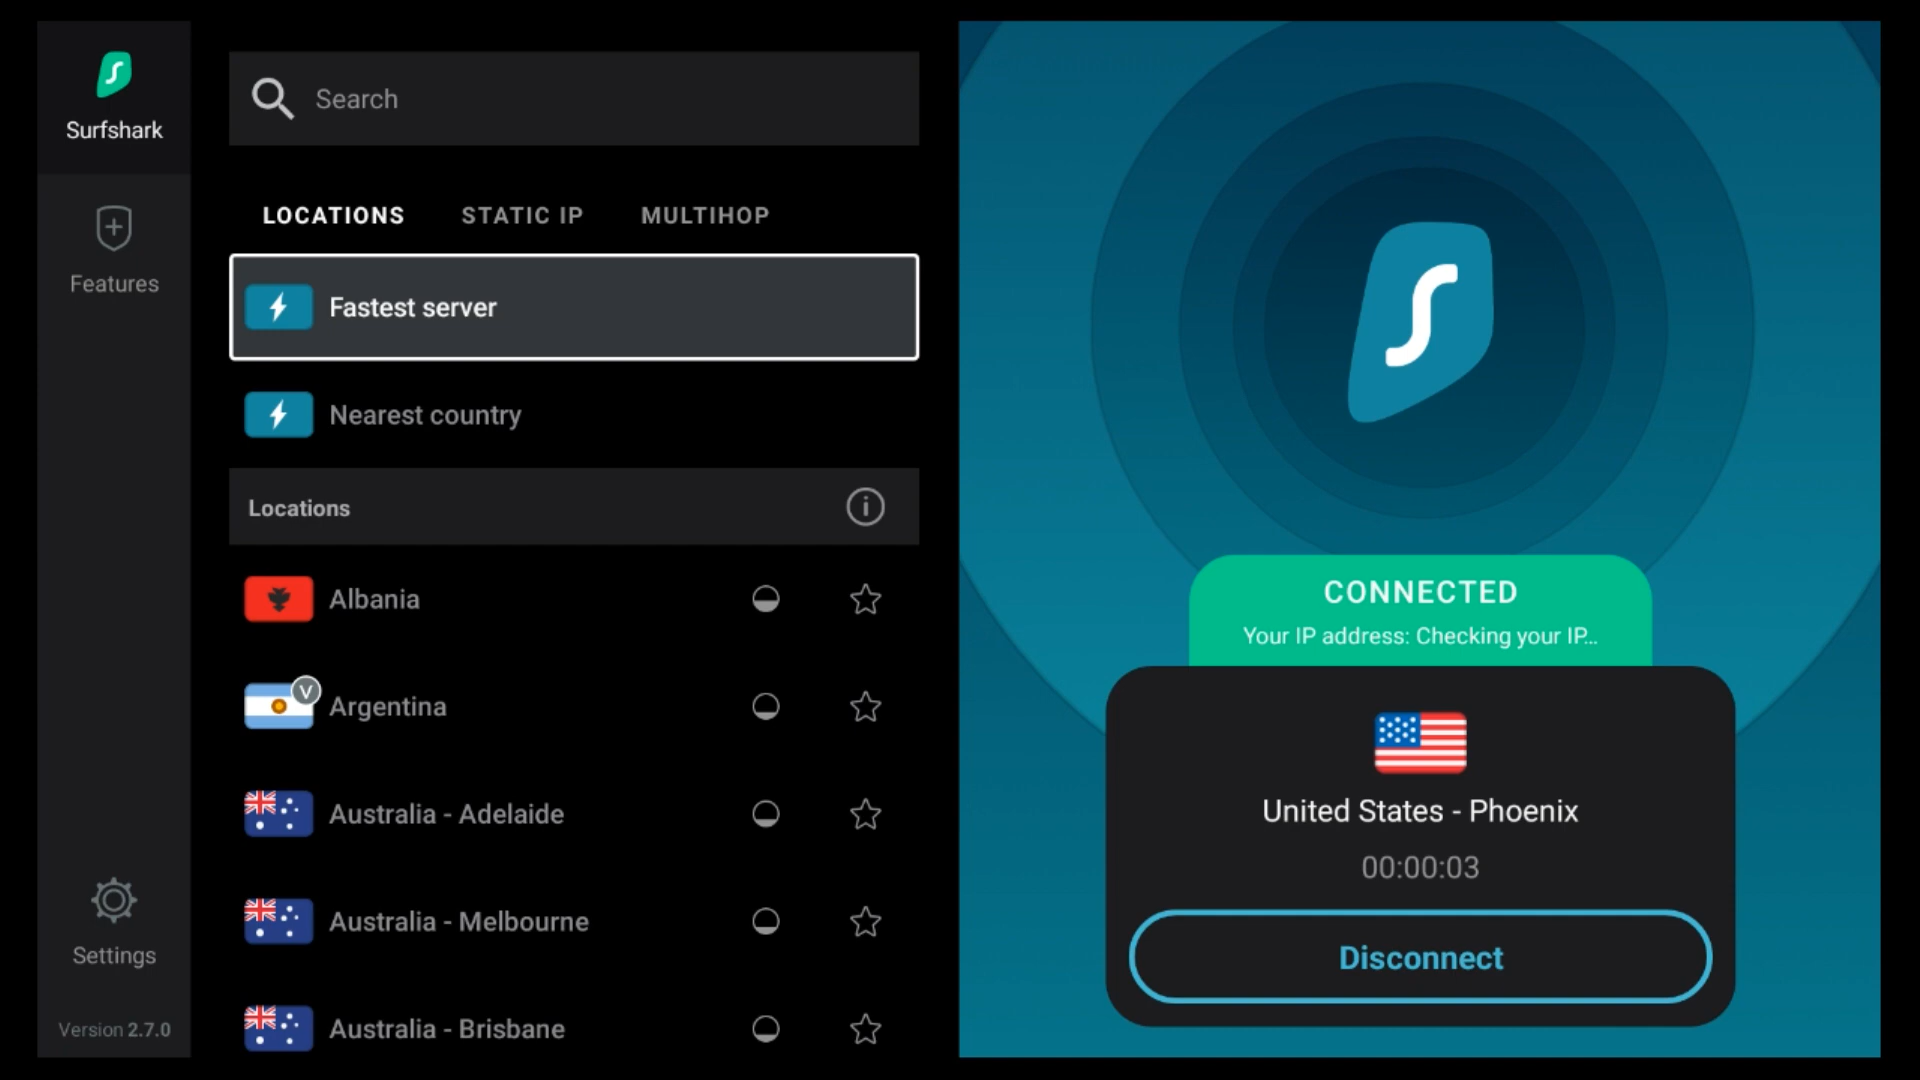 Surfshark
Features
Settings
Version 2.7.0
Search
LOCATIONS STATIC IP MULTIHOP
Fastest server
Nearest country
Locations
Albania
V
Argentina
Australia - Adelaide
Australia - Melbourne
Australia - Brisbane
CONNECTED
Your IP address: Checking your IP...
United States - Phoenix
00:00:03
Disconnect